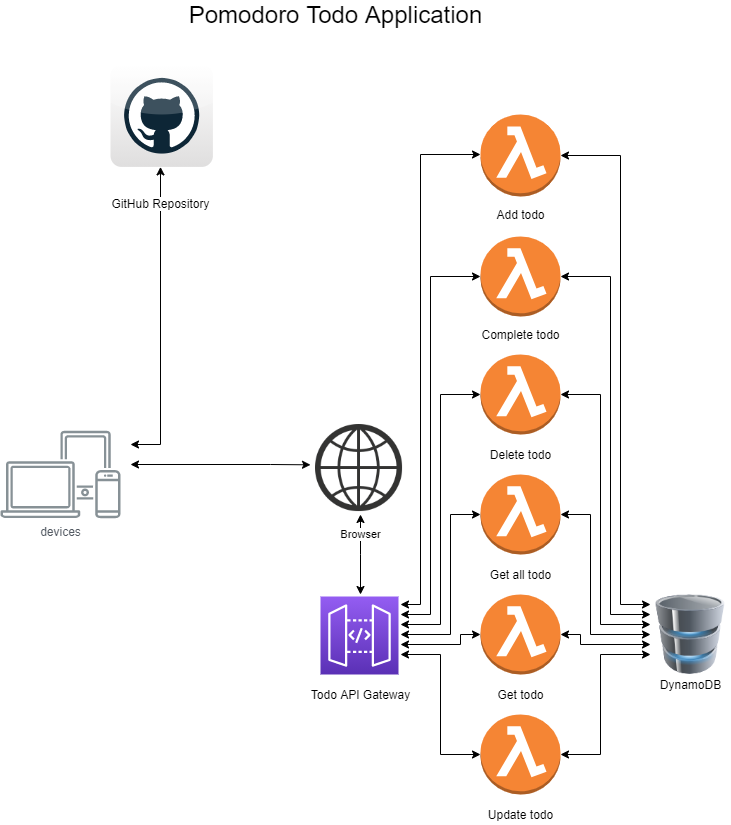 Pomodoro Todo Application
GitHub Repository
Add todo
Complete todo
Delete todo
devices
Browser
Get all todo
</>
Todo API Gateway
Get todo
DynamoDB
Update todo